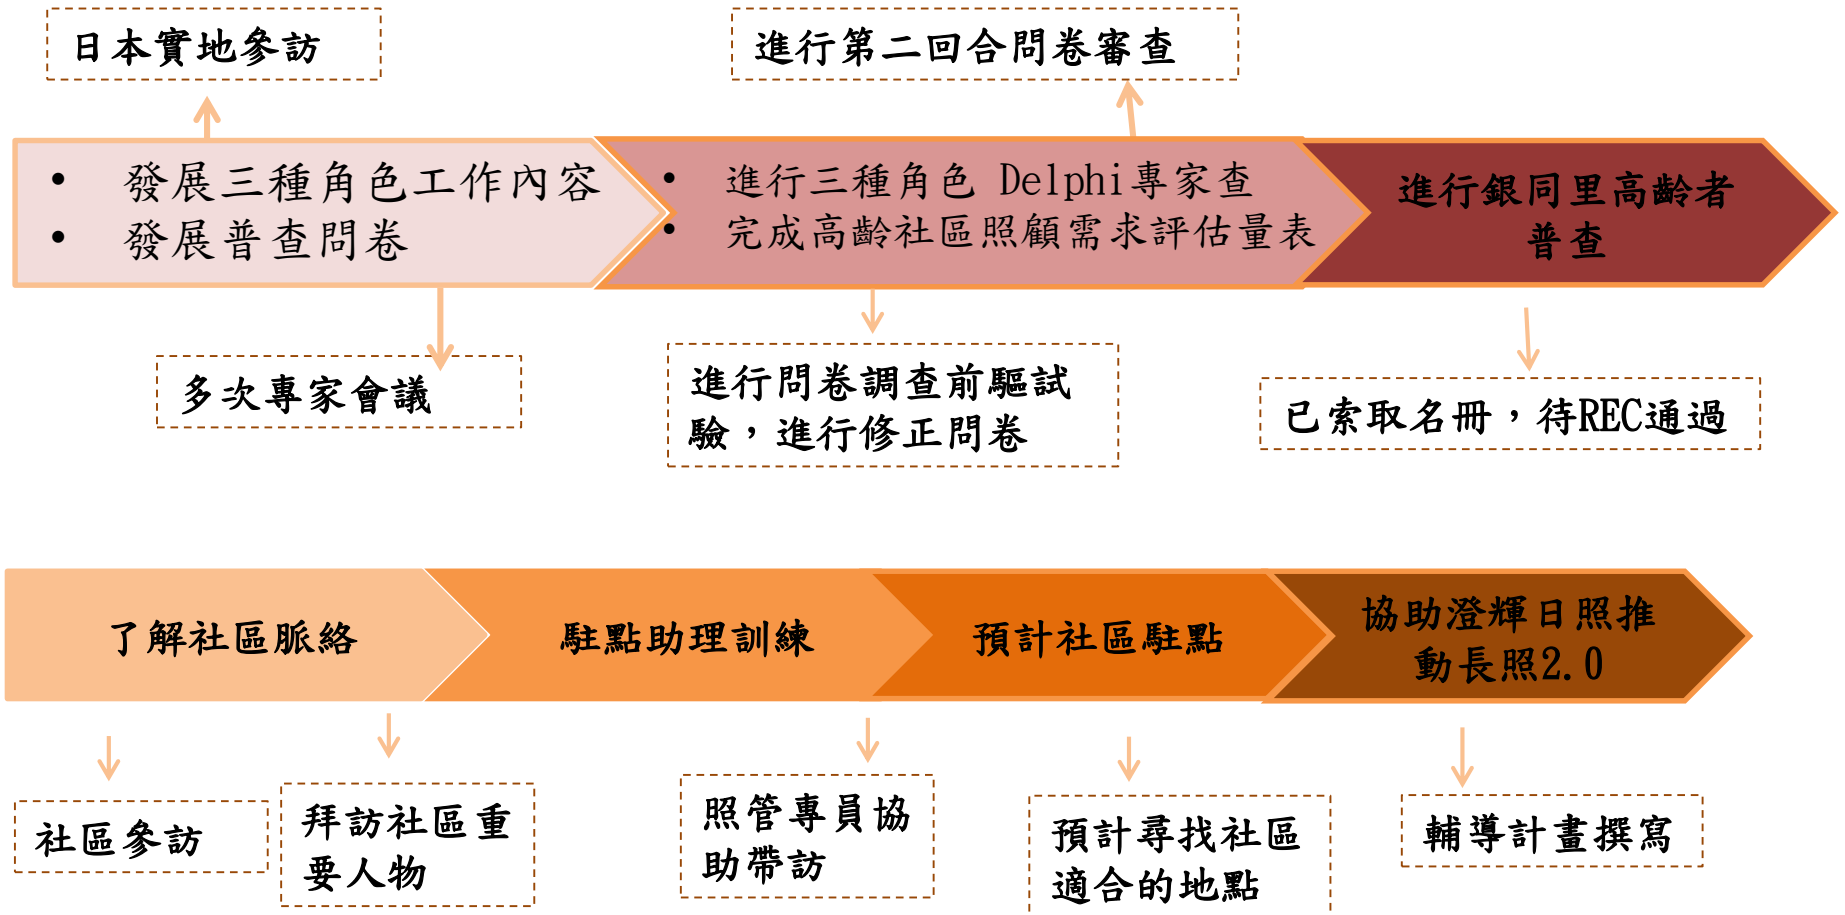 日本實地參訪
進行第二回合問卷審查
• 發展三種角色工作內容
• 發展普查問卷
• 進行三種角色 Delphi專家查
• 完成高齡社區照顧需求評估量表
進行銀同里高齡者
普查
多次專家會議
進行問卷調查前驅試
驗，進行修正問卷
已索取名冊，待REC通過
了解社區脈絡
駐點助理訓練
預計社區駐點
協助澄輝日照推
動長照2.0
社區參訪
拜訪社區重
要人物
照管專員協
助帶訪
預計尋找社區
適合的地點
輔導計畫撰寫